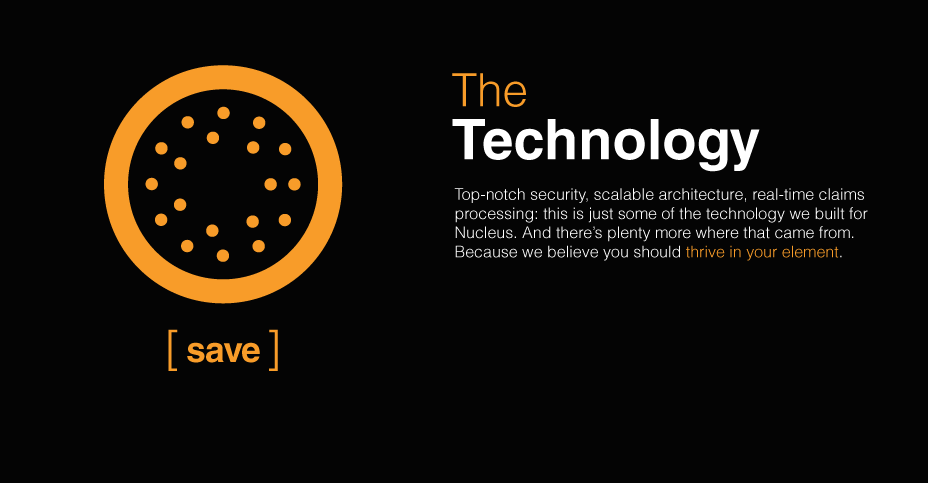 The
Technology
Top-notch security, scalable architecture, real-time claims
processing: this is just some of the technology we built for
Nucleus. And there’s plenty more where that came from.
Because we believe you should thrive in your element.
[ save ]